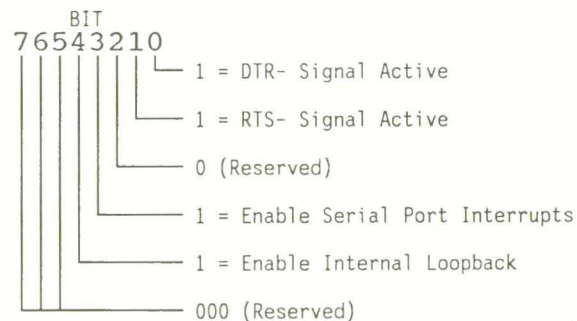 BIT
76543210
1 = DTR- Signal Active
1 = RTS- Signal Active
0 (Reserved)
1 = Enable Serial Port Interrupts
1 = Enable Internal Loopback
000 (Reserved)